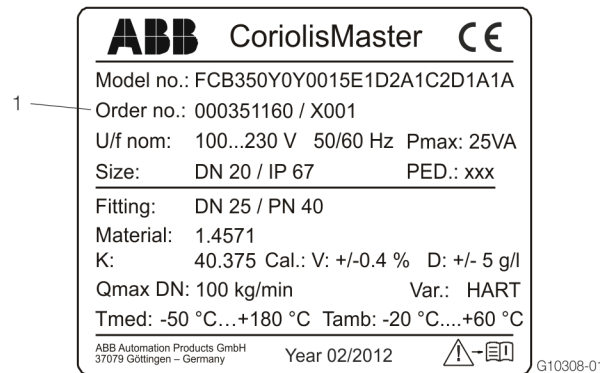 ABB CoriolisMaster CE
Model no.: FCB350Y0Y0015E1D2A1C2D1A1A
1 Order no.: 000351160 / X001
U/f nom: 100...230 V 50/60 Hz Pmax: 25VA
Size: DN 20 / IP 67 PED.: xxx
Fitting: DN 25 / PN 40
Material: 1.4571
K: 40.375 Cal.: V: +/-0.4 % D: +/- 5 g/l
Qmax DN: 100 kg/min Var.: HART
Tmed: -50 °C...+180 °C Tamb: -20 °C....+60 °C
ABB Automation Products GmbH
37079 Göttingen – Germany Year 02/2012
G10308-01